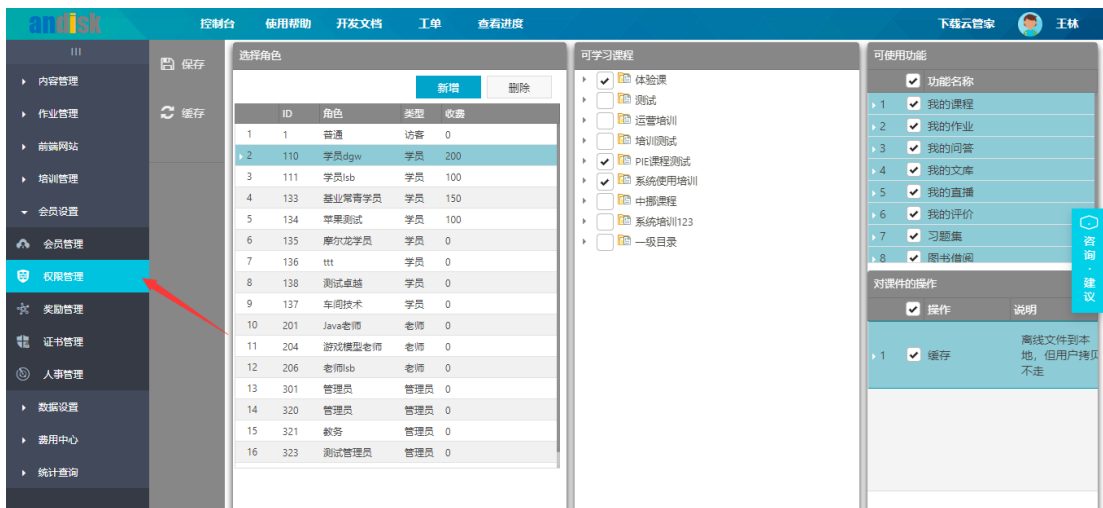 andisk
控制台 使用帮助 开发文档 工单 查看进度 下载云管家 王林
内容管理
作业管理
前端网站
培训管理
会员设置
会员管理
权限管理
奖励管理
证书管理
人事管理
数据设置
费用中心
统计查询
保存
缓存
选择角色
新增 删除
ID 角色 类型 收费
1 1 普通 访客 0
2 110 学员dgw 学员 200
3 111 学员lsb 学员 100
4 133 基业常青学员 学员 150
5 134 苹果测试 学员 100
6 135 摩尔龙学员 学员 0
7 136 ttt 学员 0
8 138 测试卓越 学员 0
9 137 车间技术 学员 0
10 201 Java老师 老师 0
11 204 游戏模型老师 老师 0
12 206 老师lsb 老师 0
13 301 管理员 管理员 0
14 320 管理员 管理员 0
15 321 教务 管理员 0
16 323 测试管理员 管理员 0
可学习课程
体验课
测试
运营培训
培训测试
PIE课程测试
系统使用培训
中挪课程
系统培训123
一级目录
可使用功能
功能名称
1 我的课程
2 我的作业
3 我的问答
4 我的文库
5 我的直播
6 我的评价
7 习题集
8 图书借阅
对课件的操作
操作 说明
1 缓存 离线文件到本
地，但用户拷贝
不走
咨询·建议